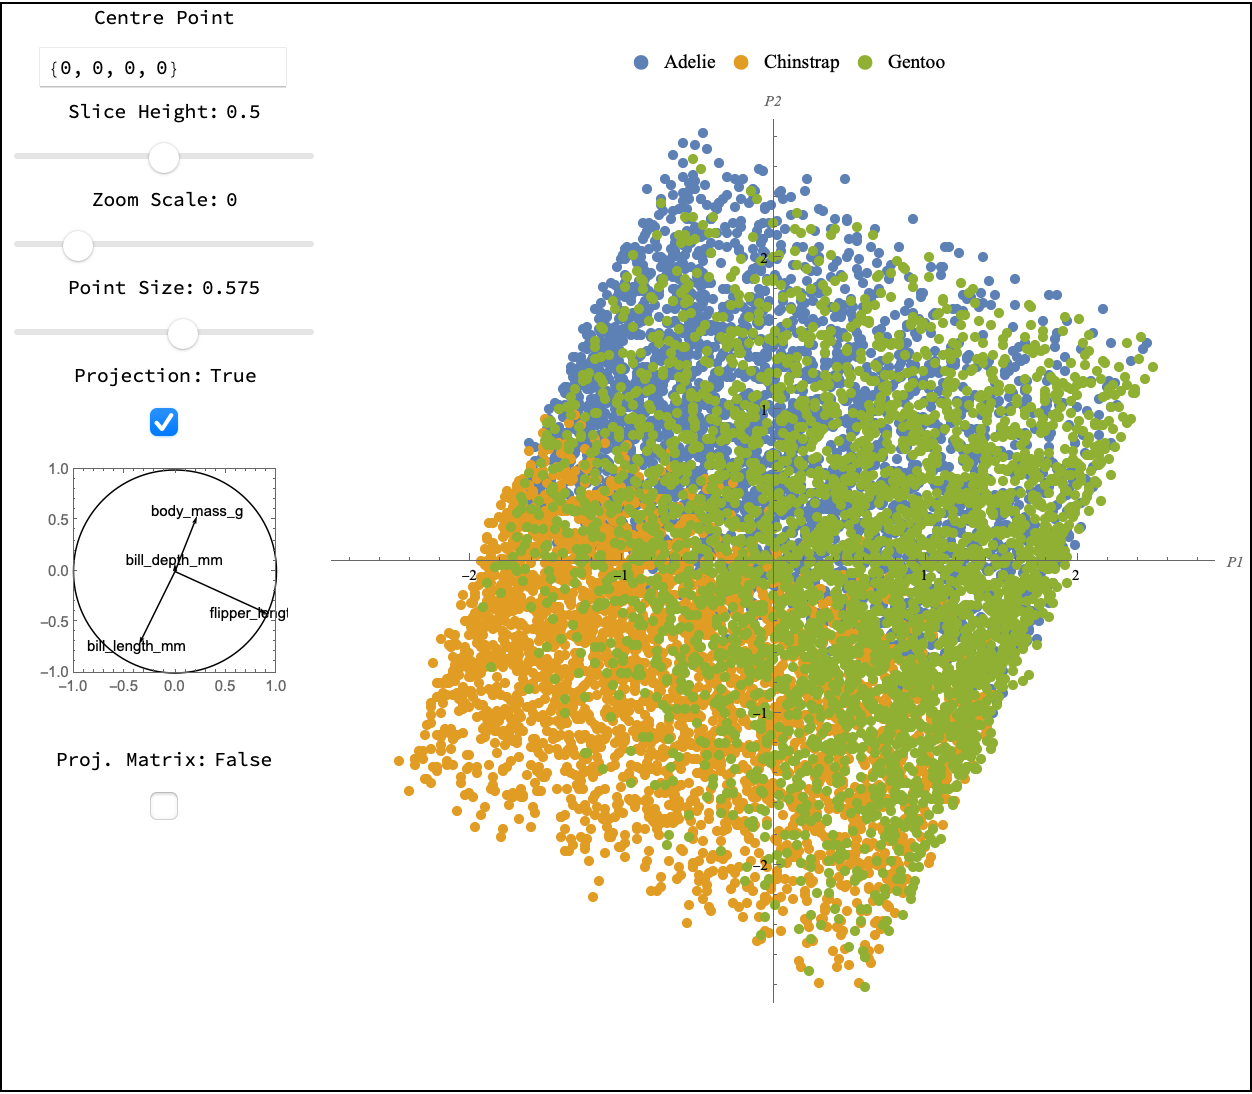 Centre Point
{0, 0, 0, 0}
Slice Height: 0.5
Zoom Scale: 0
Point Size: 0.575
Projection: True
1.0
0.5
0.0
−0.5
−1.0
−1.0 −0.5 0.0 0.5 1.0
body_mass_g
bill_depth_mm
flipper_lengt
bill_length_mm
Proj. Matrix: False
Adelie Chinstrap Gentoo
P2
2
1
−2 −1 1 2
P1
−1
−2